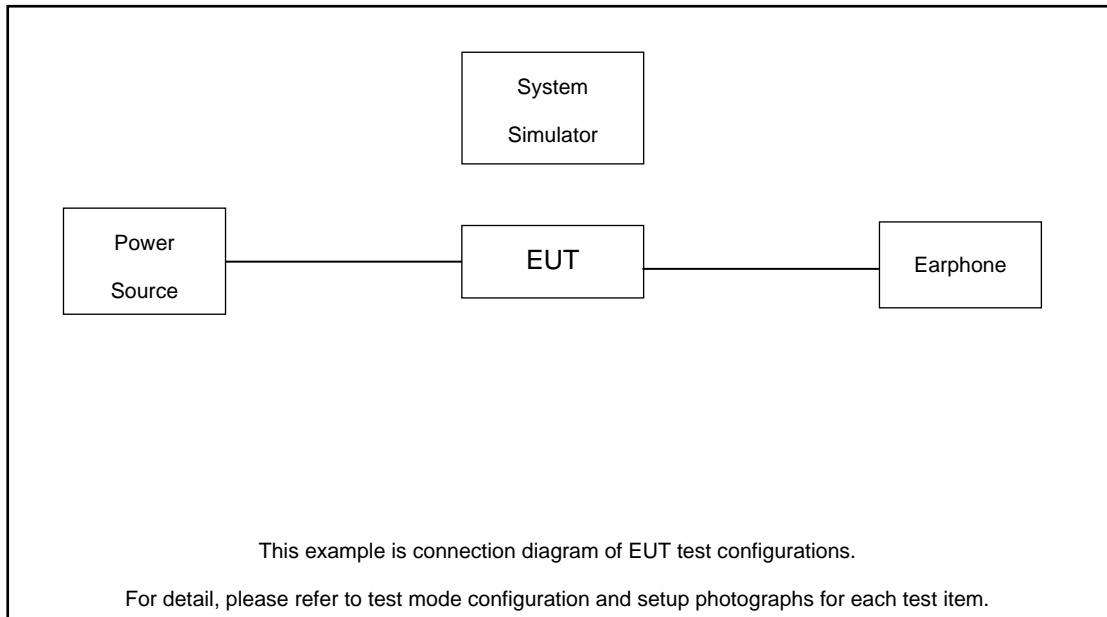 System
Simulator
Power
Source
EUT
Earphone
This example is connection diagram of EUT test configurations.
For detail, please refer to test mode configuration and setup photographs for each test item.